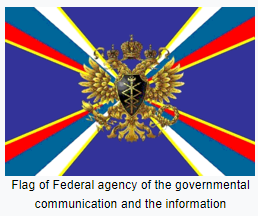 Flag of Federal agency of the governmental
communication and the information